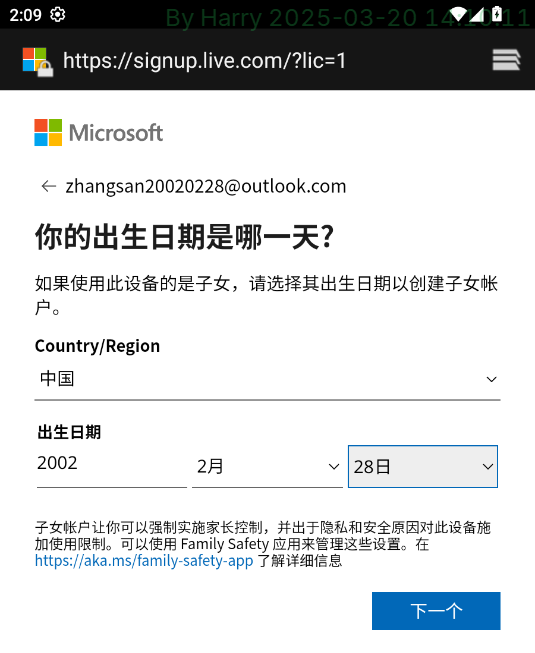 2:09
By Harry 2025-03-20 14:10:11
https://signup.live.com/?lic=1
Microsoft
zhangsan20020228@outlook.com
你的出生日期是哪一天?
如果使用此设备的是子女，请选择其出生日期以创建子女帐
户。
Country/Region
中国
出生日期
2002 2月 28日
子女帐户让你可以强制实施家长控制，并出于隐私和安全原因对此设备施
加使用限制。可以使用 Family Safety 应用来管理这些设置。在
https://aka.ms/family-safety-app 了解详细信息
下一个